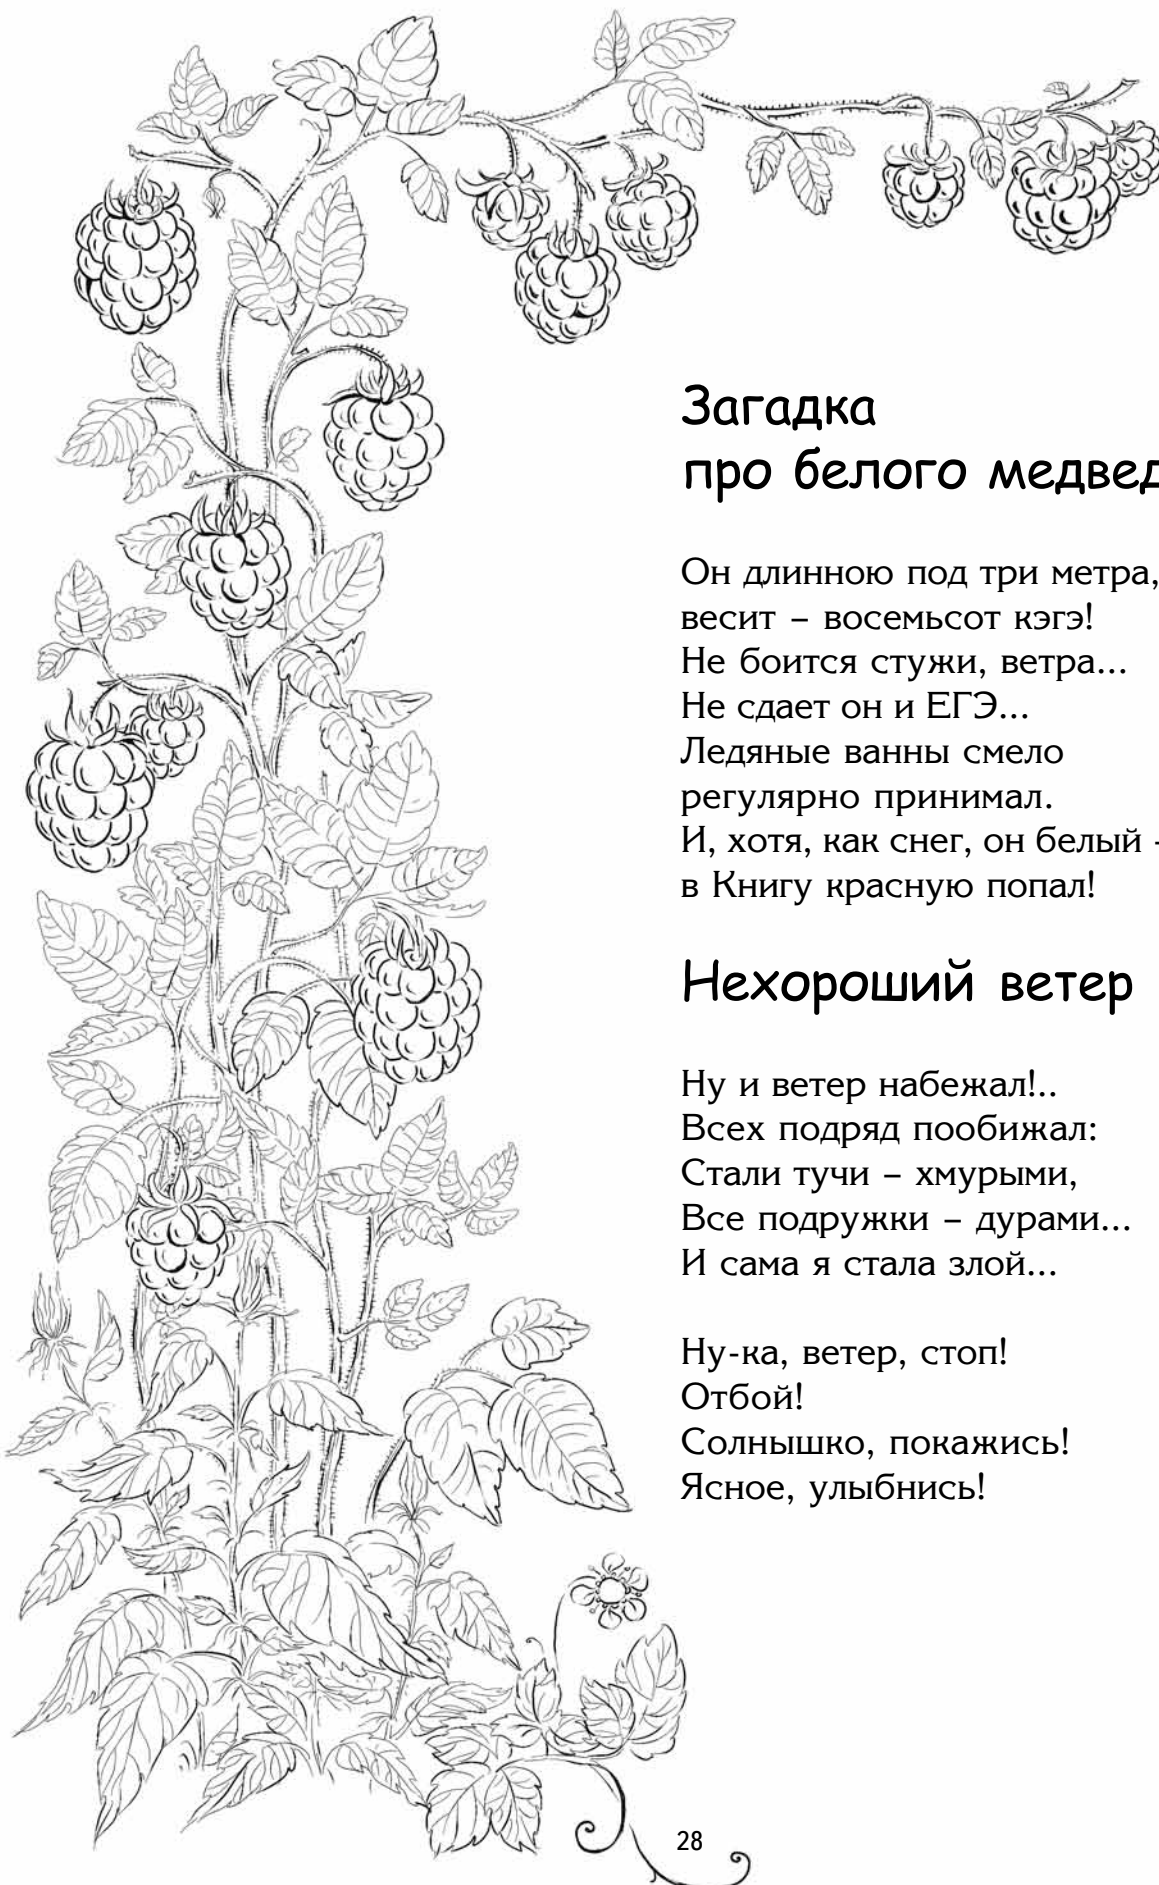 Загадка
про белого медвед
Он длинною под три метра,
весит – восемьсот кэгэ!
Не боится стужи, ветра...
Не сдает он и ЕГЭ...
Ледяные ванны смело
регулярно принимал.
И, хотя, как снег, он белый -
в Книгу красную попал!
Нехороший ветер
Ну и ветер набежал!..
Всех подряд пообижал:
Стали тучи – хмурыми,
Все подружки – дурами...
И сама я стала злой...
Ну-ка, ветер, стоп!
Отбой!
Солнышко, покажись!
Ясное, улыбнись!
28